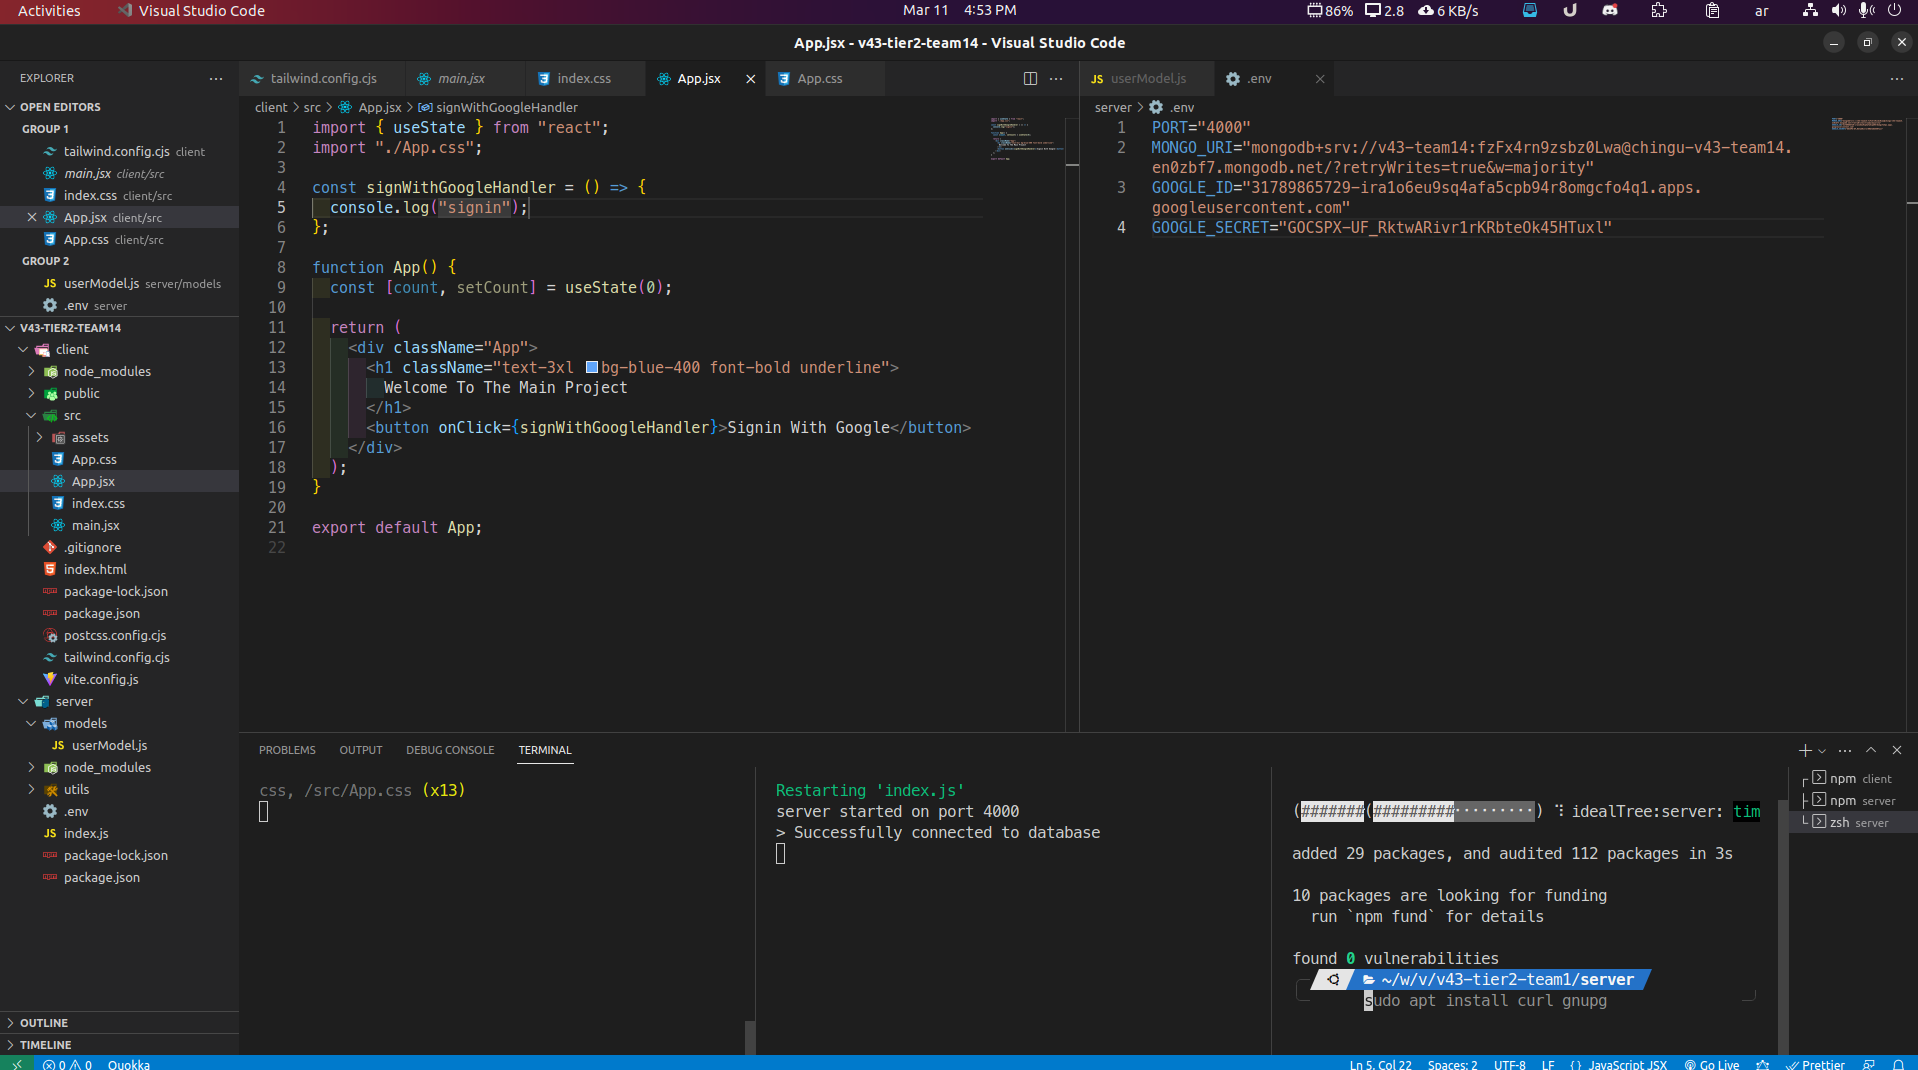 Activities
Visual Studio Code
Mar 11 4:53 PM
86% 2.8 6 KB/s
ar
App.jsx - v43-tier2-team14 - Visual Studio Code
EXPLORER
OPEN EDITORS
GROUP 1
tailwind.config.cjs client
main.jsx client/src
index.css client/src
App.jsx client/src
App.css client/src
GROUP 2
JS userModel.js server/models
.env server
V43-TIER2-TEAM14
client
node_modules
public
src
assets
App.css
App.jsx
index.css
main.jsx
.gitignore
index.html
package-lock.json
package.json
postcss.config.cjs
tailwind.config.cjs
vite.config.js
server
models
JS userModel.js
node_modules
utils
.env
JS index.js
package-lock.json
package.json
OUTLINE
TIMELINE
tailwind.config.cjs
main.jsx
index.css
App.jsx
App.css
client > src > App.jsx > signWithGoogleHandler
1 import { useState } from "react";
2 import "./App.css";
3
4 const signWithGoogleHandler = () => {
5 console.log("signin");
6 };
7
8 function App() {
9 const [count, setCount] = useState(0);
10
11 return (
12 <div className="App">
13 <h1 className="text-3xl bg-blue-400 font-bold underline">
14 Welcome To The Main Project
15 </h1>
16 <button onClick={signWithGoogleHandler}>Signin With Google</button>
17 </div>
18 );
19 }
20
21 export default App;
22
JS userModel.js
.env
server > .env
1 PORT="4000"
2 MONGO_URI="mongodb+srv://v43-team14:fzFx4rn9zsbz0Lwa@chingu-v43-team14.
en0zbf7.mongodb.net/?retryWrites=true&w=majority"
3 GOOGLE_ID="31789865729-ira1o6eu9sq4afa5cpb94r8omgcfo4q1.apps.
googleusercontent.com"
4 GOOGLE_SECRET="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"
PROBLEMS
OUTPUT
DEBUG CONSOLE
TERMINAL
css, /src/App.css (x13)
Restarting 'index.js'
server started on port 4000
> Successfully connected to database
(#######(#########·········) ⠹ idealTree:server: tim
added 29 packages, and audited 112 packages in 3s
10 packages are looking for funding
run `npm fund` for details
found 0 vulnerabilities
~/w/v/v43-tier2-team1/server
sudo apt install curl gnupg
npm client
npm server
zsh server
0 0 Quokka
Ln 5, Col 22 Spaces: 2 UTF-8 LF {} JavaScript JSX Go Live Prettier